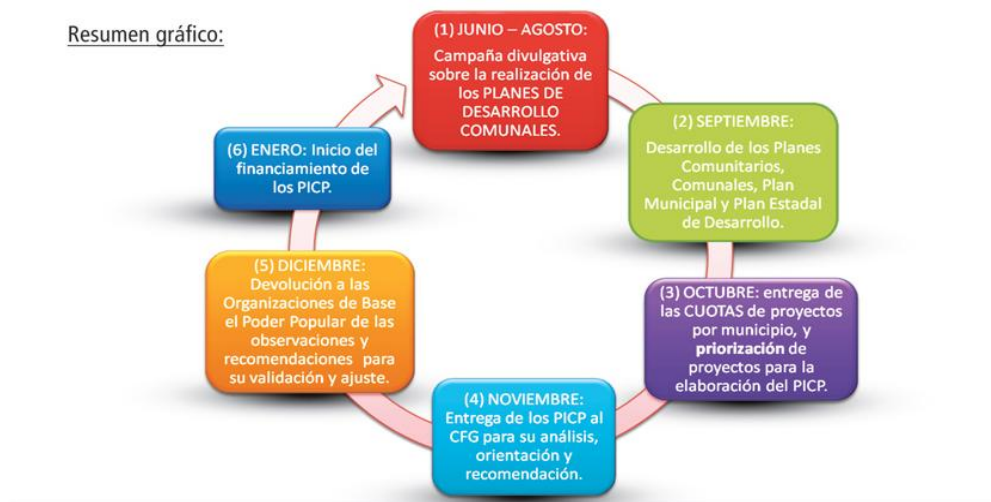 Resumen gráfico:
(1) JUNIO – AGOSTO:
Campaña divulgativa
sobre la realización de
los PLANES DE
DESARROLLO
COMUNALES.
(2) SEPTIEMBRE:
Desarrollo de los Planes
Comunitarios,
Comunales, Plan
Municipal y Plan Estadal
de Desarrollo.
(3) OCTUBRE: entrega de
las CUOTAS de proyectos
por municipio, y
priorización de
proyectos para la
elaboración del PICP.
(4) NOVIEMBRE:
Entrega de los PICP al
CFG para su análisis,
orientación y
recomendación.
(5) DICIEMBRE:
Devolución a las
Organizaciones de Base
el Poder Popular de las
observaciones y
recomendaciones para
su validación y ajuste.
(6) ENERO: Inicio del
financiamiento de
los PICP.